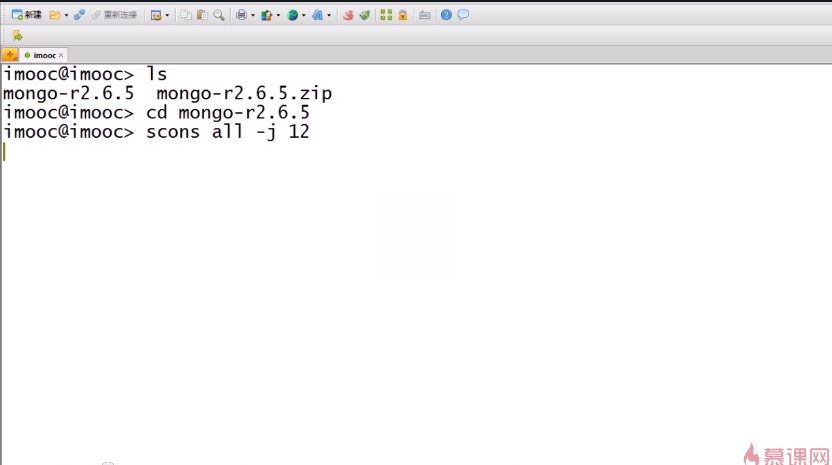 新建 重新连接
imooc
imooc@imooc> ls
mongo-r2.6.5 mongo-r2.6.5.zip
imooc@imooc> cd mongo-r2.6.5
imooc@imooc> scons all -j 12
慕课网